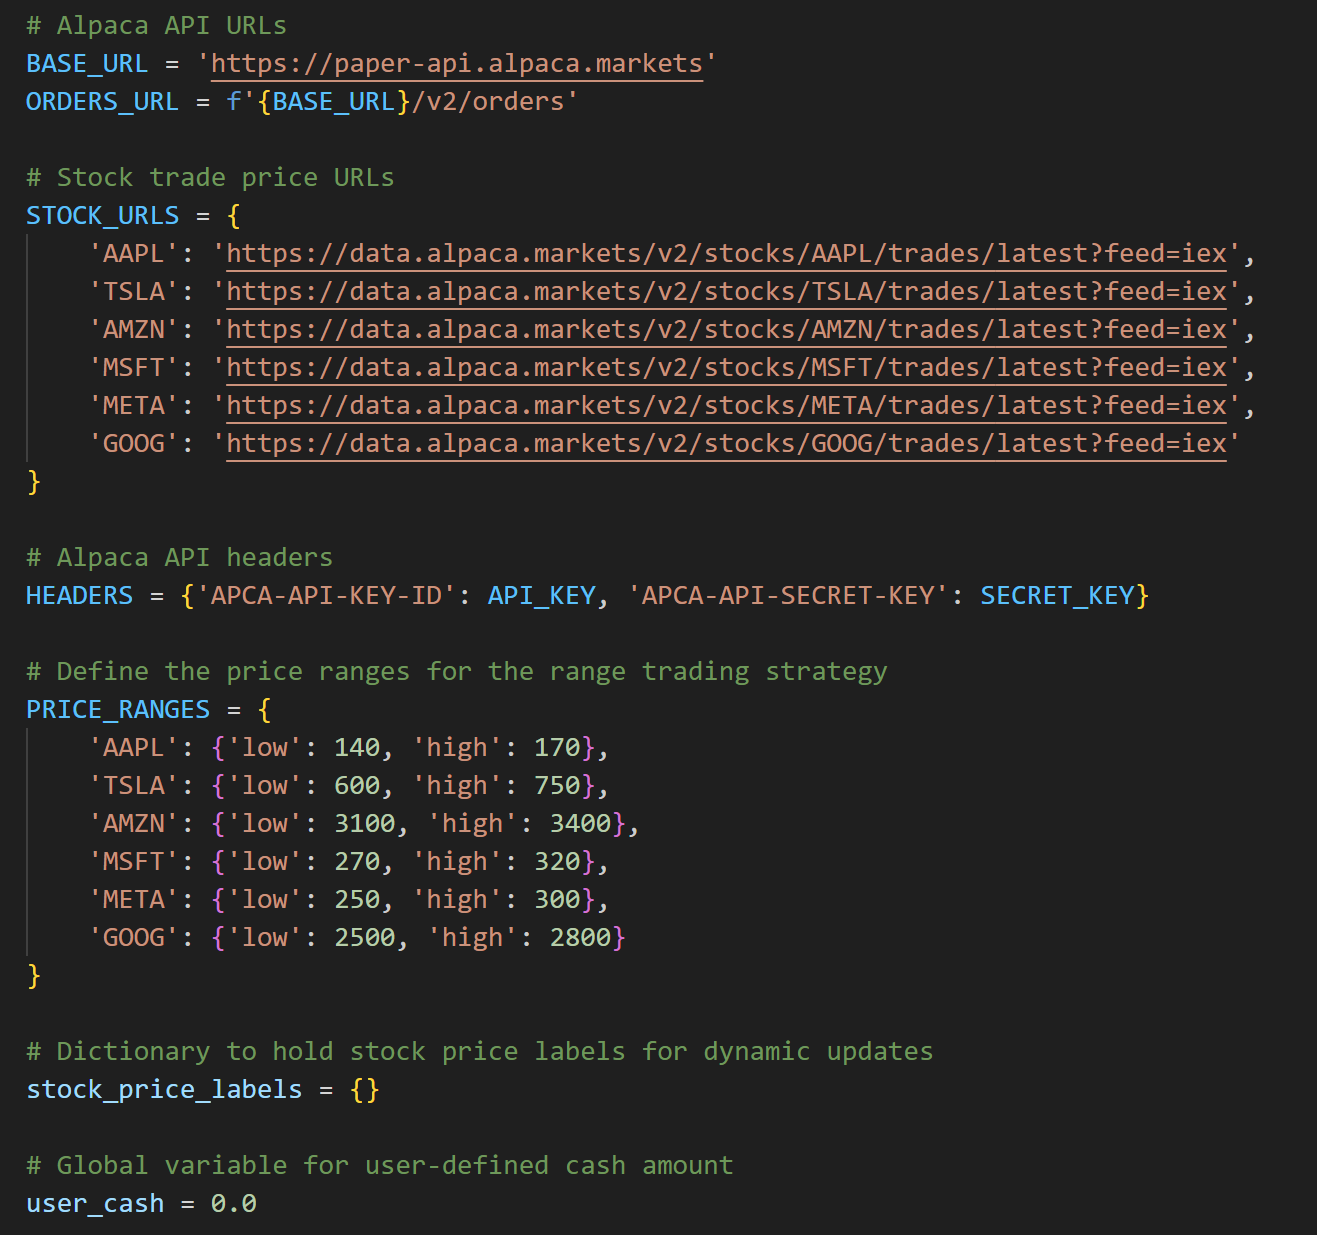 # Alpaca API URLs
BASE_URL = 'https://paper-api.alpaca.markets'
ORDERS_URL = f'{BASE_URL}/v2/orders'

# Stock trade price URLs
STOCK_URLS = {
    'AAPL': 'https://data.alpaca.markets/v2/stocks/AAPL/trades/latest?feed=iex',
    'TSLA': 'https://data.alpaca.markets/v2/stocks/TSLA/trades/latest?feed=iex',
    'AMZN': 'https://data.alpaca.markets/v2/stocks/AMZN/trades/latest?feed=iex',
    'MSFT': 'https://data.alpaca.markets/v2/stocks/MSFT/trades/latest?feed=iex',
    'META': 'https://data.alpaca.markets/v2/stocks/META/trades/latest?feed=iex',
    'GOOG': 'https://data.alpaca.markets/v2/stocks/GOOG/trades/latest?feed=iex'
}

# Alpaca API headers
HEADERS = {'APCA-API-KEY-ID': API_KEY, 'APCA-API-SECRET-KEY': SECRET_KEY}

# Define the price ranges for the range trading strategy
PRICE_RANGES = {
    'AAPL': {'low': 140, 'high': 170},
    'TSLA': {'low': 600, 'high': 750},
    'AMZN': {'low': 3100, 'high': 3400},
    'MSFT': {'low': 270, 'high': 320},
    'META': {'low': 250, 'high': 300},
    'GOOG': {'low': 2500, 'high': 2800}
}

# Dictionary to hold stock price labels for dynamic updates
stock_price_labels = {}

# Global variable for user-defined cash amount
user_cash = 0.0